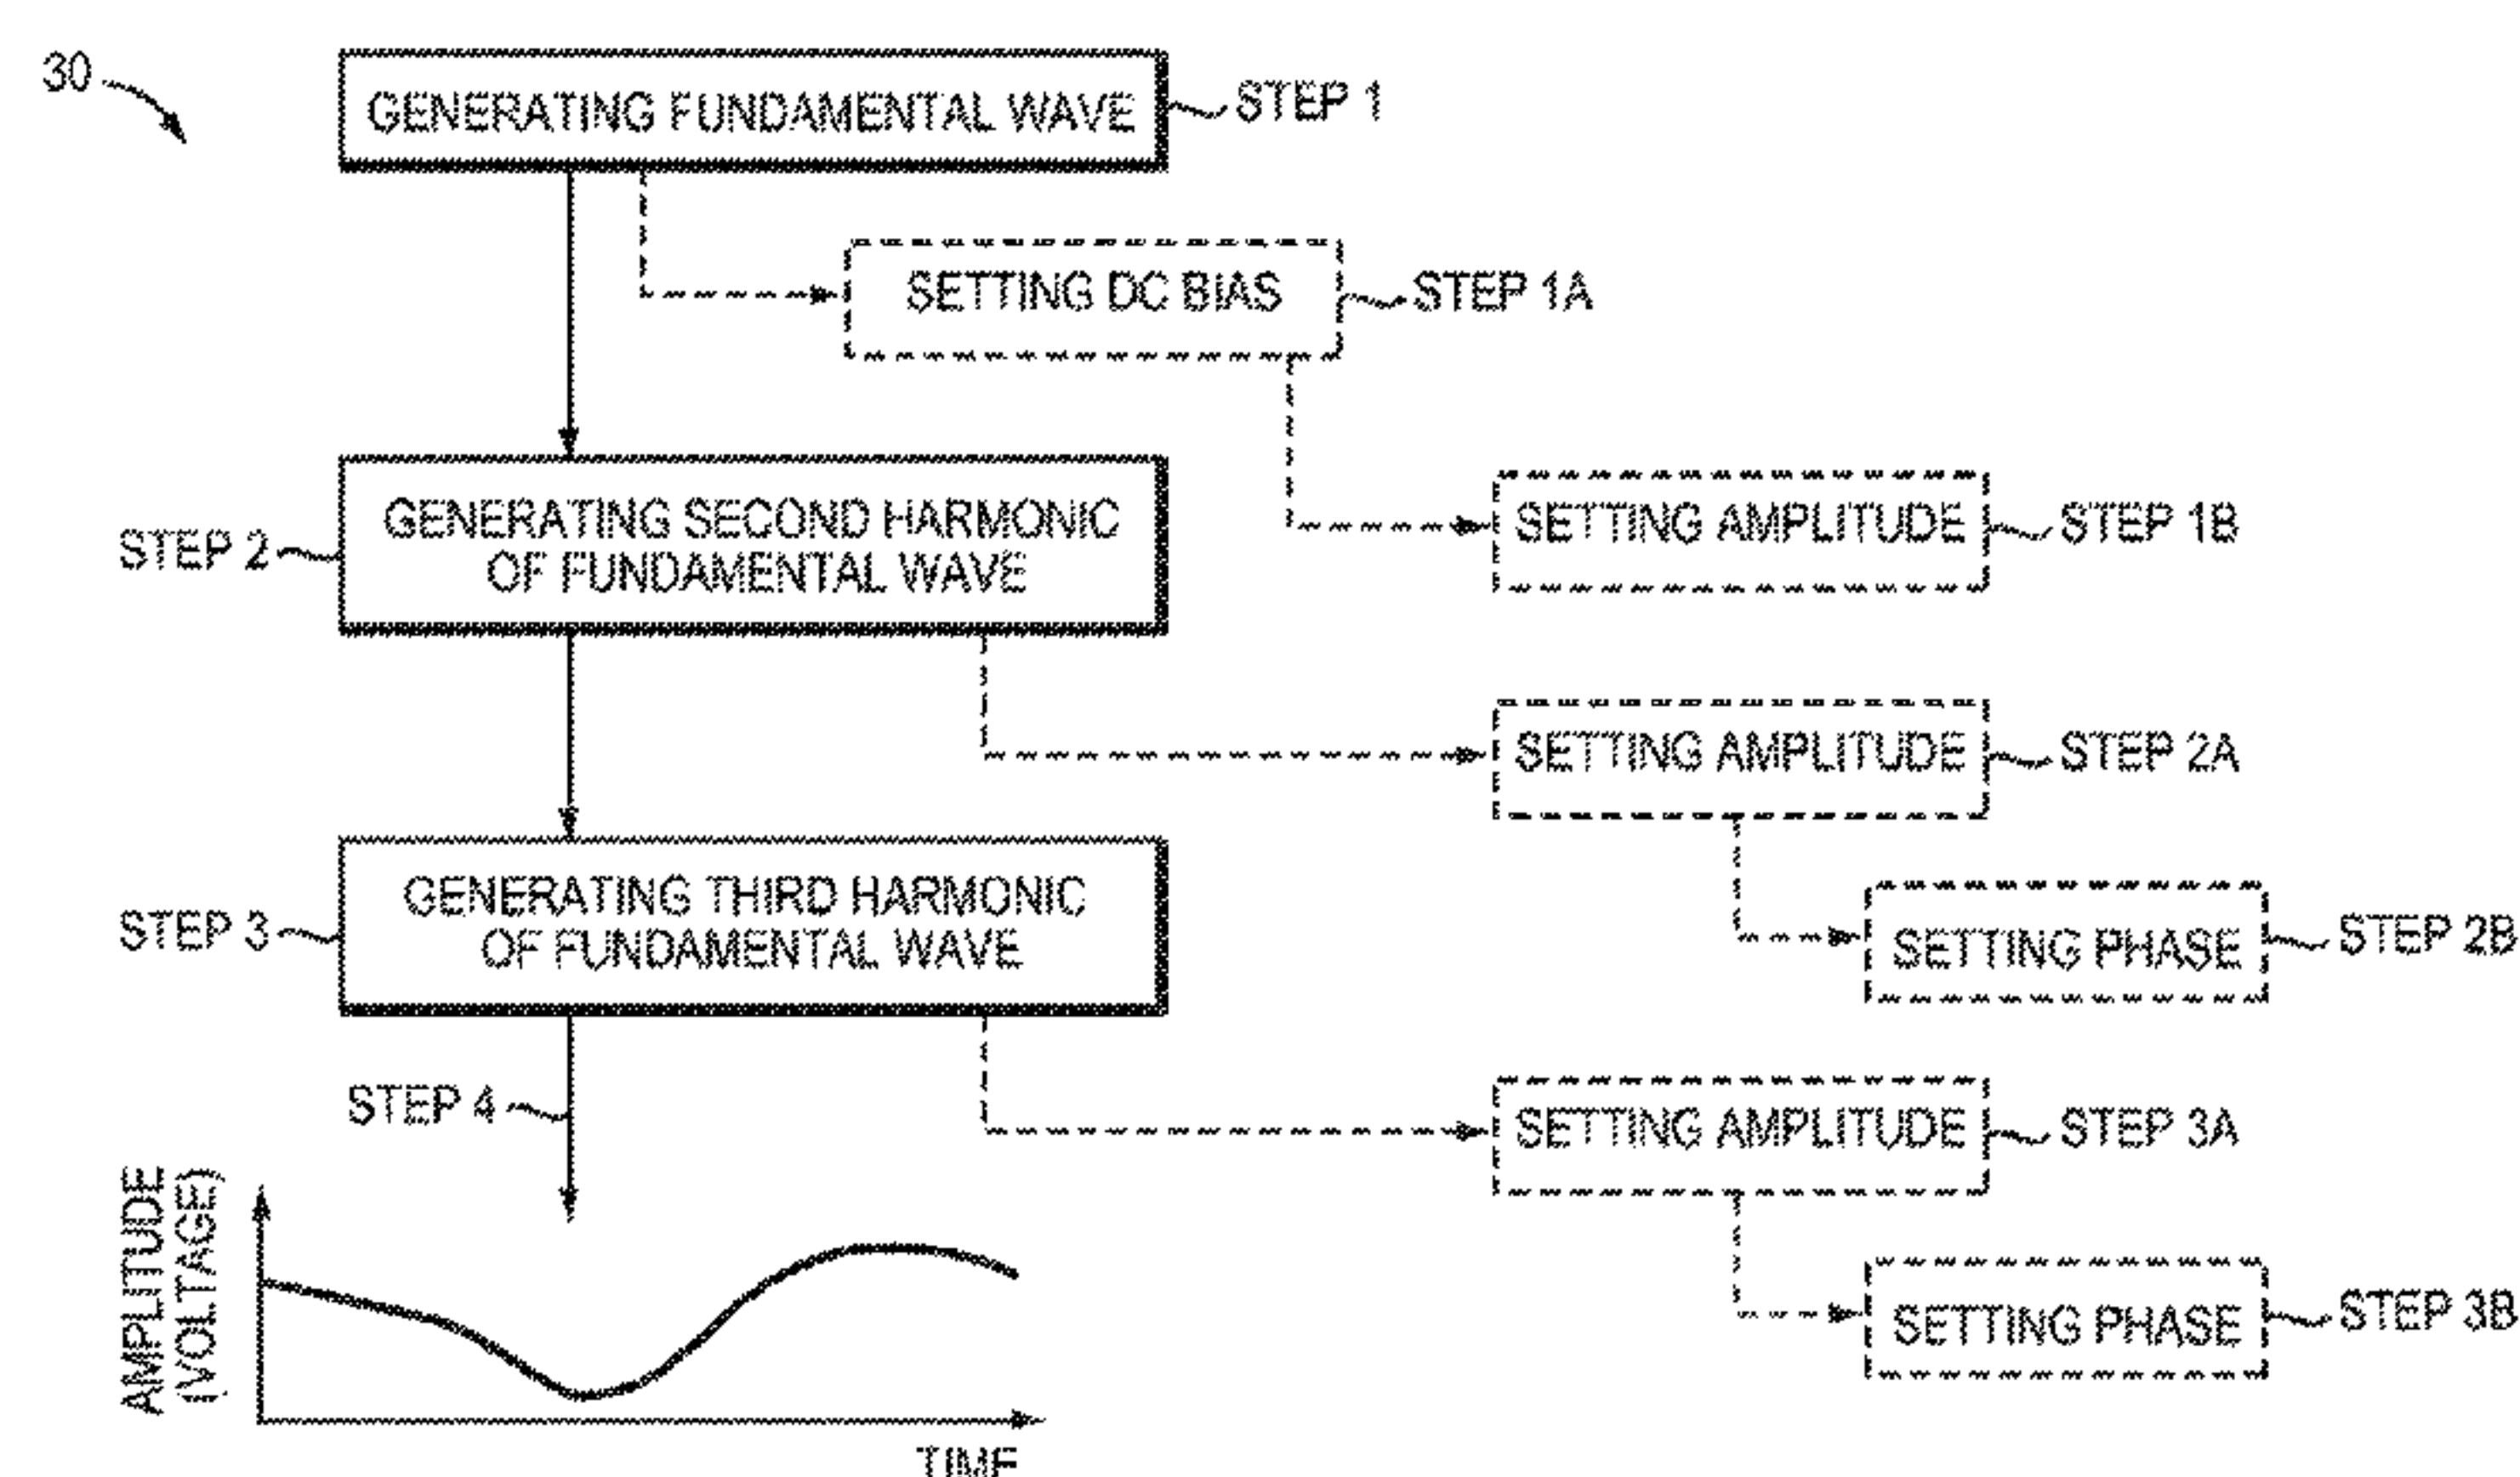 30
GENERATING FUNDAMENTAL WAVE
STEP 1
SETTING DC BIAS
STEP 1A
STEP 2
GENERATING SECOND HARMONIC
OF FUNDAMENTAL WAVE
SETTING AMPLITUDE
STEP 1B
SETTING AMPLITUDE
STEP 2A
STEP 3
GENERATING THIRD HARMONIC
OF FUNDAMENTAL WAVE
SETTING PHASE
STEP 2B
STEP 4
SETTING AMPLITUDE
STEP 3A
AMPLITUDE
(VOLTAGE)
SETTING PHASE
STEP 3B
TIME